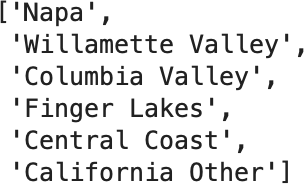 ['Napa',
'Willamette Valley',
'Columbia Valley',
'Finger Lakes',
'Central Coast',
'California Other']